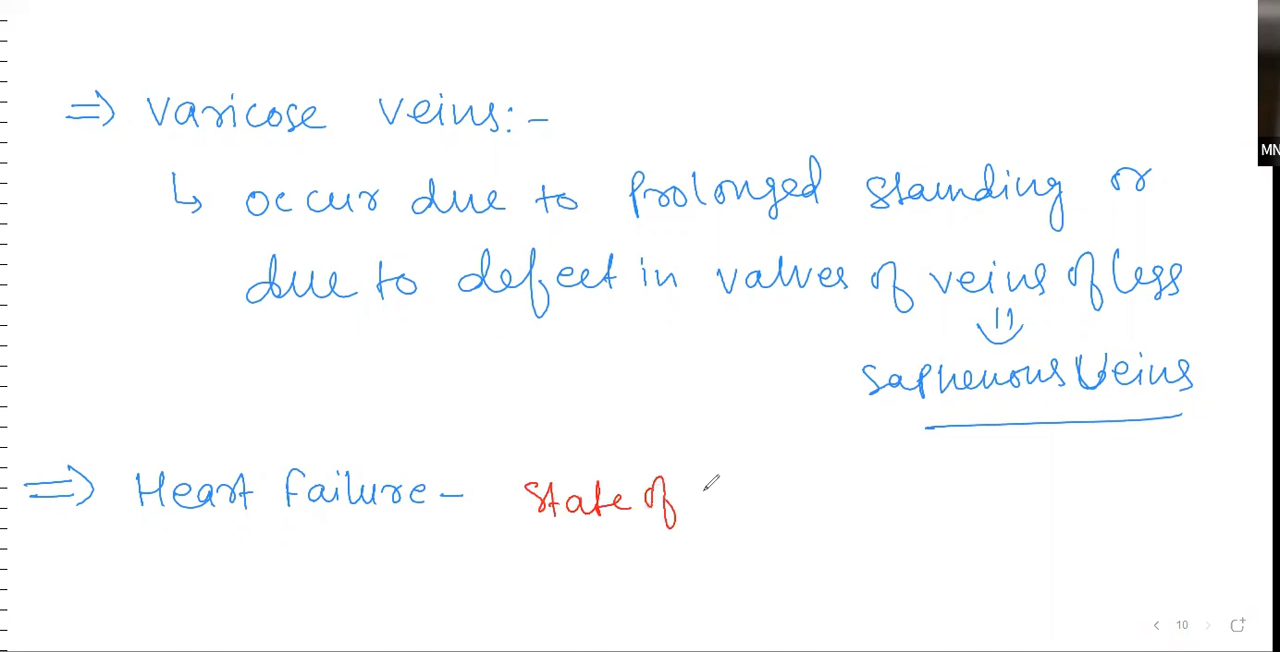 ⇒ Varicose Veins:-
↳ occur due to Prolonged standing or
due to defect in valves of veins of legs
Saphenous Veins
⇒ Heart Failure- State of
MN
10